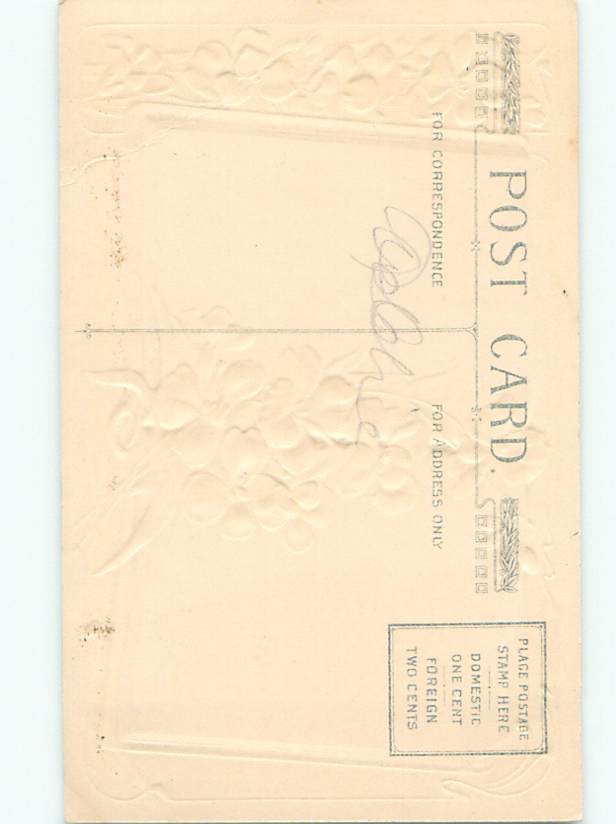 POST CARD.
FOR CORRESPONDENCE
FOR ADDRESS ONLY
PLACE POSTAGE
STAMP HERE
DOMESTIC
ONE CENT
FOREIGN
TWO CENTS